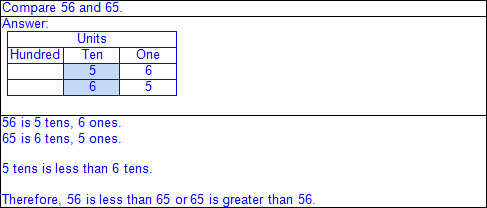 Compare 56 and 65.
Answer:
Units
Hundred Ten One
5 6
6 5
56 is 5 tens, 6 ones.
65 is 6 tens, 5 ones.
5 tens is less than 6 tens.
Therefore, 56 is less than 65 or 65 is greater than 56.